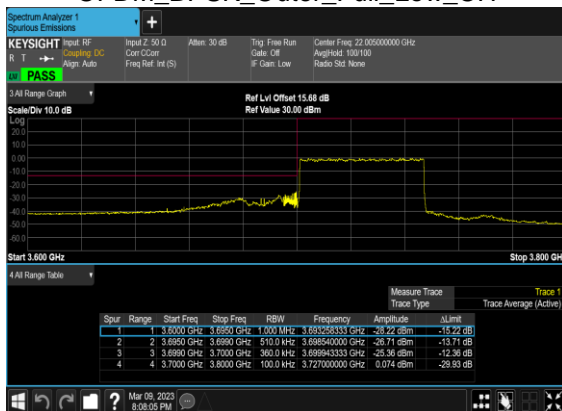 Spectrum Analyzer 1
Spurious Emissions
KEYSIGHT Input: RF Input Z: 50 Ω Atten: 30 dB Trig: Free Run Center Freq: 22.005000000 GHz
R T Coupling: DC Corr CCorr Gate: Off Avg|Hold: 100/100
Align: Auto Freq Ref: Int (S) IF Gain: Low Radio Std: None
PASS
3 All Range Graph
Ref Lvl Offset 15.68 dB
Scale/Div 10.0 dB Ref Value 30.00 dBm
Log
20.0
10.0
0.00
-10.0
-20.0
-30.0
-40.0
-50.0
-60.0
Start 3.600 GHz Stop 3.800 GH
4 All Range Table
Measure Trace Trace 1
Trace Type Trace Average (Active)
Spur Range Start Freq Stop Freq RBW Frequency Amplitude ΔLimit
1 1 3.6000 GHz 3.6950 GHz 1.000 MHz 3.693258333 GHz -28.22 dBm -15.22 dB
2 2 3.6950 GHz 3.6990 GHz 510.0 kHz 3.698540000 GHz -26.71 dBm -13.71 dB
3 3 3.6990 GHz 3.7000 GHz 360.0 kHz 3.699943333 GHz -25.36 dBm -12.36 dB
4 4 3.7000 GHz 3.8000 GHz 100.0 kHz 3.727000000 GHz 0.074 dBm -29.93 dB
Mar 09, 2023
8:08:05 PM